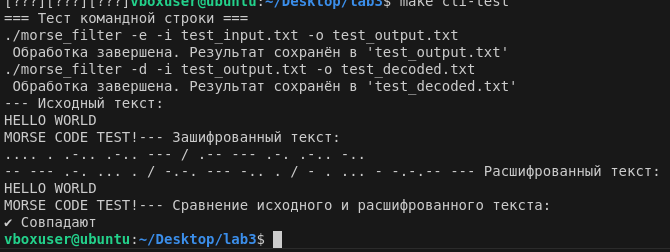 [???][???][???]vboxuser@ubuntu:~/Desktop/lab3$ make cli-test
=== Тест командной строки ===
./morse_filter -e -i test_input.txt -o test_output.txt
 Обработка завершена. Результат сохранён в 'test_output.txt'
./morse_filter -d -i test_output.txt -o test_decoded.txt
 Обработка завершена. Результат сохранён в 'test_decoded.txt'
--- Исходный текст:
HELLO WORLD
MORSE CODE TEST!--- Зашифрованный текст:
.... . .-.. .-.. --- / .-- --- .-. .-.. -..
-- --- .-. ... . / -.-. --- -.. . / - . ... - -.-.-- --- Расшифрованный текст:
HELLO WORLD
MORSE CODE TEST!--- Сравнение исходного и расшифрованного текста:
✔ Совпадают
vboxuser@ubuntu:~/Desktop/lab3$